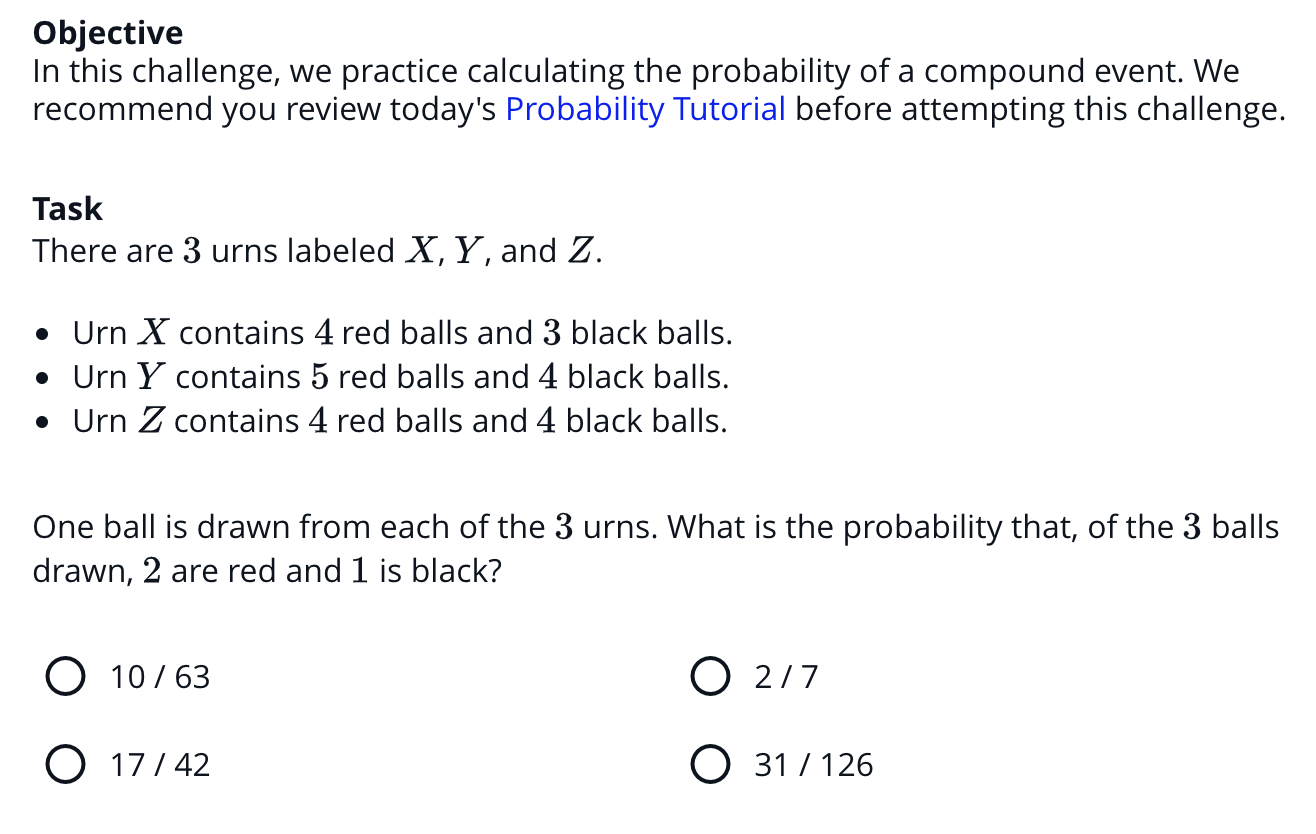 Objective
In this challenge, we practice calculating the probability of a compound event. We
recommend you review today's Probability Tutorial before attempting this challenge.
Task
There are 3 urns labeled X, Y, and Z.
• Urn X contains 4 red balls and 3 black balls.
• Urn Y contains 5 red balls and 4 black balls.
• Urn Z contains 4 red balls and 4 black balls.
One ball is drawn from each of the 3 urns. What is the probability that, of the 3 balls
drawn, 2 are red and 1 is black?
10 / 63
2 / 7
17 / 42
31 / 126